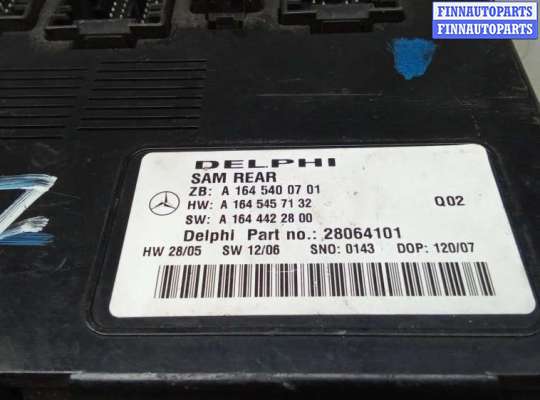 FINNAUTOPARTS
FINNAUTOPARTS
DELPHI
SAM REAR
ZB: A 164 540 07 01
HW: A 164 545 71 32
Q02
SW: A 164 442 28 00
Delphi Part no.: 28064101
HW 28/05 SW 12/06 SNO: 0143 DOP: 120/07
Z